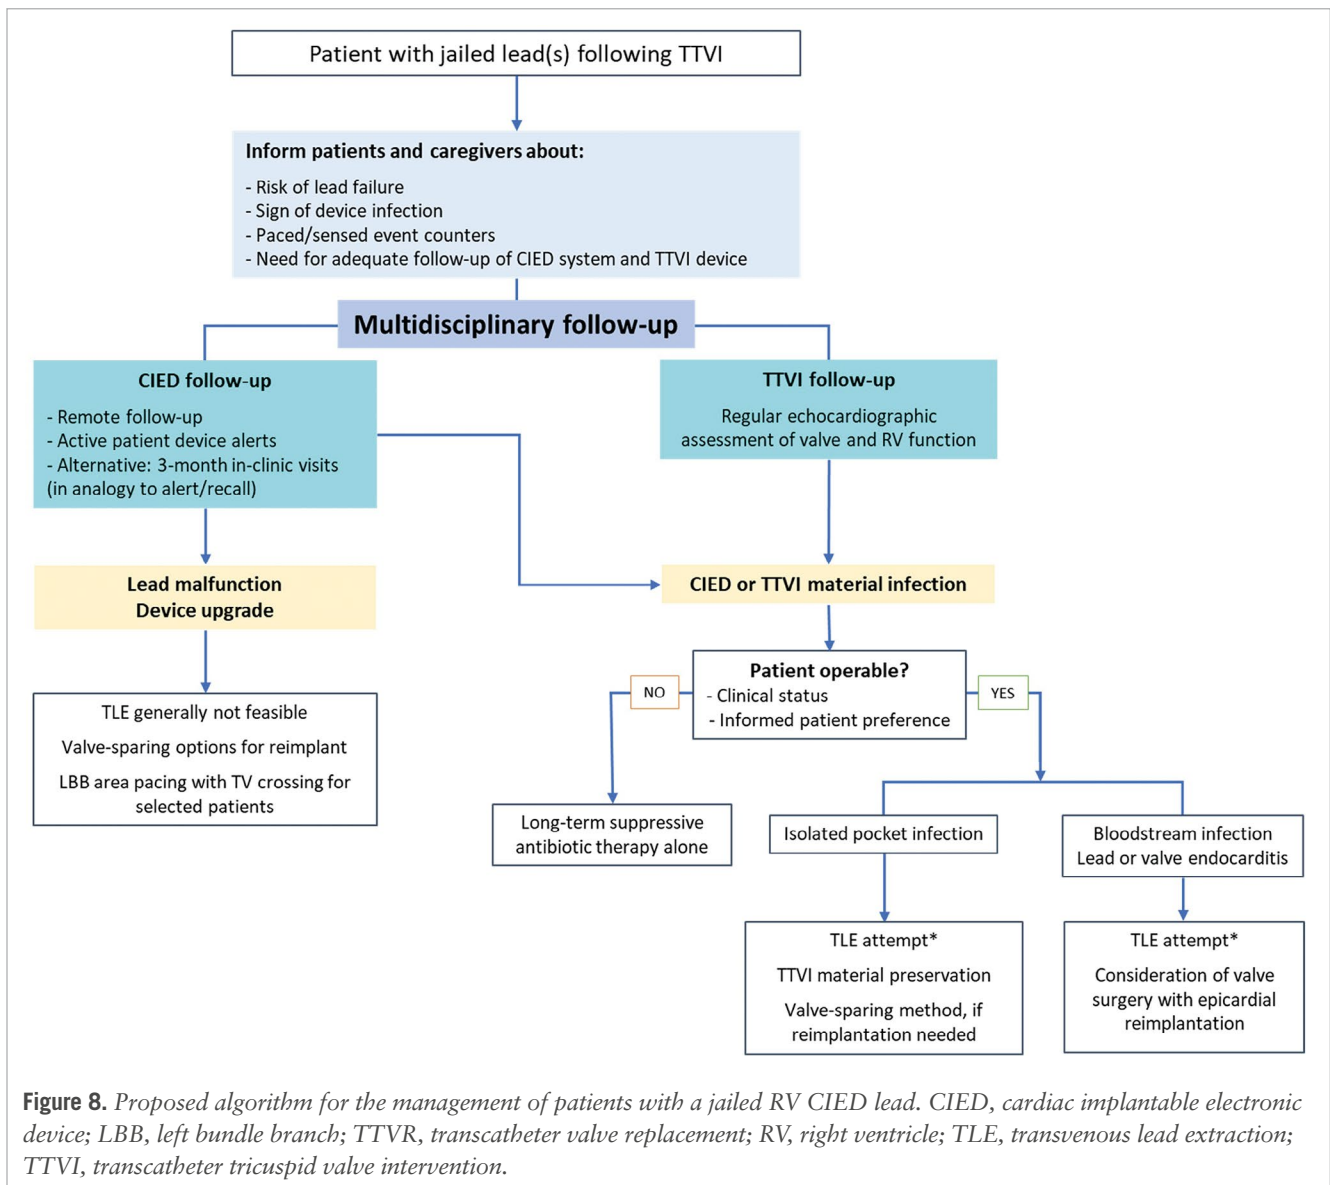 Patient with jailed lead(s) following TTVI
Inform patients and caregivers about:
- Risk of lead failure
- Sign of device infection
- Paced/sensed event counters
- Need for adequate follow-up of CIED system and TTVI device
Multidisciplinary follow-up
CIED follow-up
- Remote follow-up
- Active patient device alerts
- Alternative: 3-month in-clinic visits
(in analogy to alert/recall)
TTVI follow-up
Regular echocardiographic
assessment of valve and RV function
Lead malfunction
Device upgrade
CIED or TTVI material infection
TLE generally not feasible
Valve-sparing options for reimplant
LBB area pacing with TV crossing for
selected patients
Patient operable?
- Clinical status
- Informed patient preference
NO
YES
Long-term suppressive
antibiotic therapy alone
Isolated pocket infection
Bloodstream infection
Lead or valve endocarditis
TLE attempt*
TTVI material preservation
Valve-sparing method, if
reimplantation needed
TLE attempt*
Consideration of valve
surgery with epicardial
reimplantation
Figure 8. Proposed algorithm for the management of patients with a jailed RV CIED lead. CIED, cardiac implantable electronic
device; LBB, left bundle branch; TTVR, transcatheter valve replacement; RV, right ventricle; TLE, transvenous lead extraction;
TTVI, transcatheter tricuspid valve intervention.